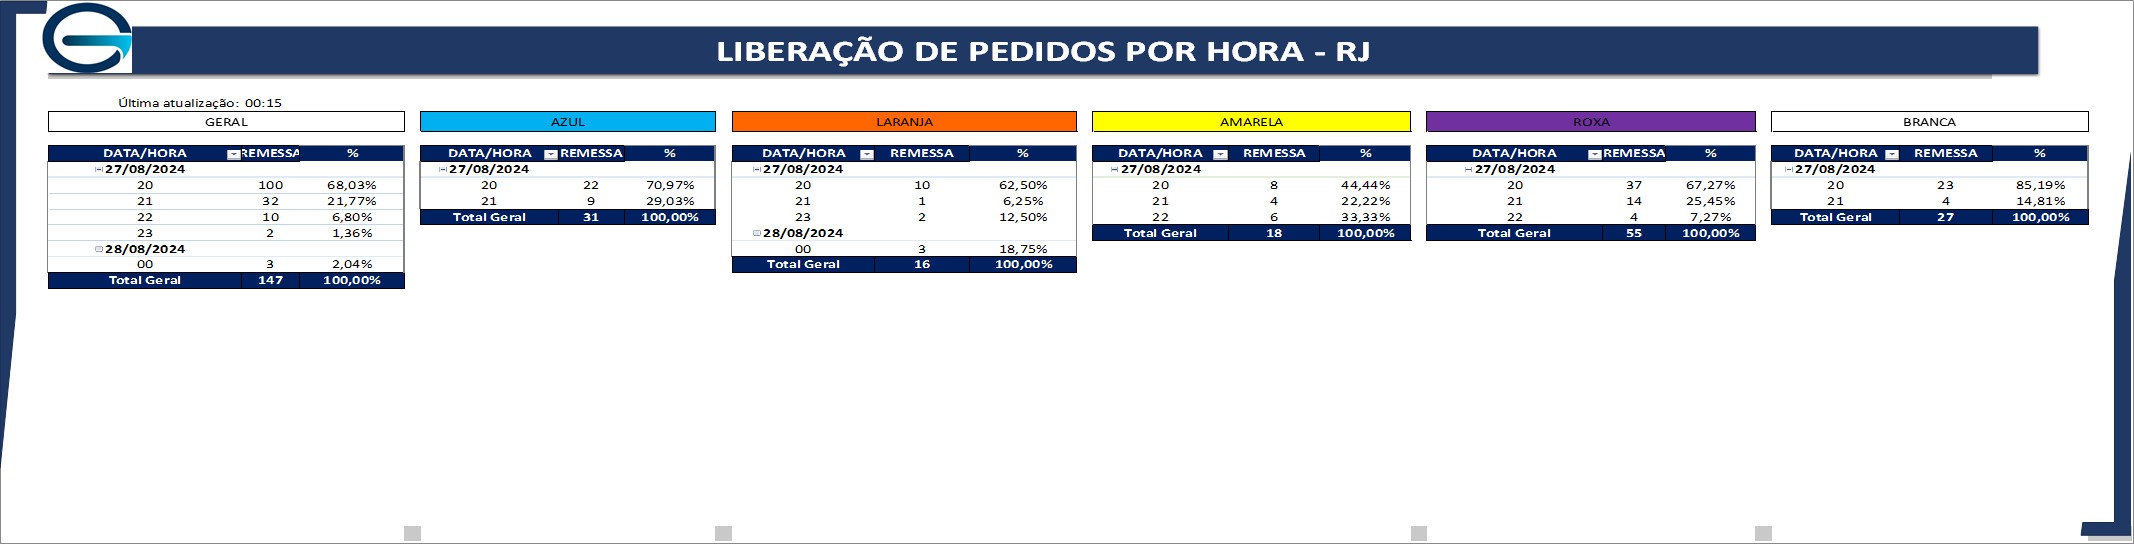 LIBERAÇÃO DE PEDIDOS POR HORA - RJ
Última atualização: 00:15
GERAL
DATA/HORA REMESSA %
27/08/2024
20 100 68,03%
21 32 21,77%
22 10 6,80%
23 2 1,36%
28/08/2024
00 3 2,04%
Total Geral 147 100,00%
AZUL
DATA/HORA REMESSA %
27/08/2024
20 22 70,97%
21 9 29,03%
Total Geral 31 100,00%
LARANJA
DATA/HORA REMESSA %
27/08/2024
20 10 62,50%
21 1 6,25%
23 2 12,50%
28/08/2024
00 3 18,75%
Total Geral 16 100,00%
AMARELA
DATA/HORA REMESSA %
27/08/2024
20 8 44,44%
21 4 22,22%
22 6 33,33%
Total Geral 18 100,00%
ROXA
DATA/HORA REMESSA %
27/08/2024
20 37 67,27%
21 14 25,45%
22 4 7,27%
Total Geral 55 100,00%
BRANCA
DATA/HORA REMESSA %
27/08/2024
20 23 85,19%
21 4 14,81%
Total Geral 27 100,00%